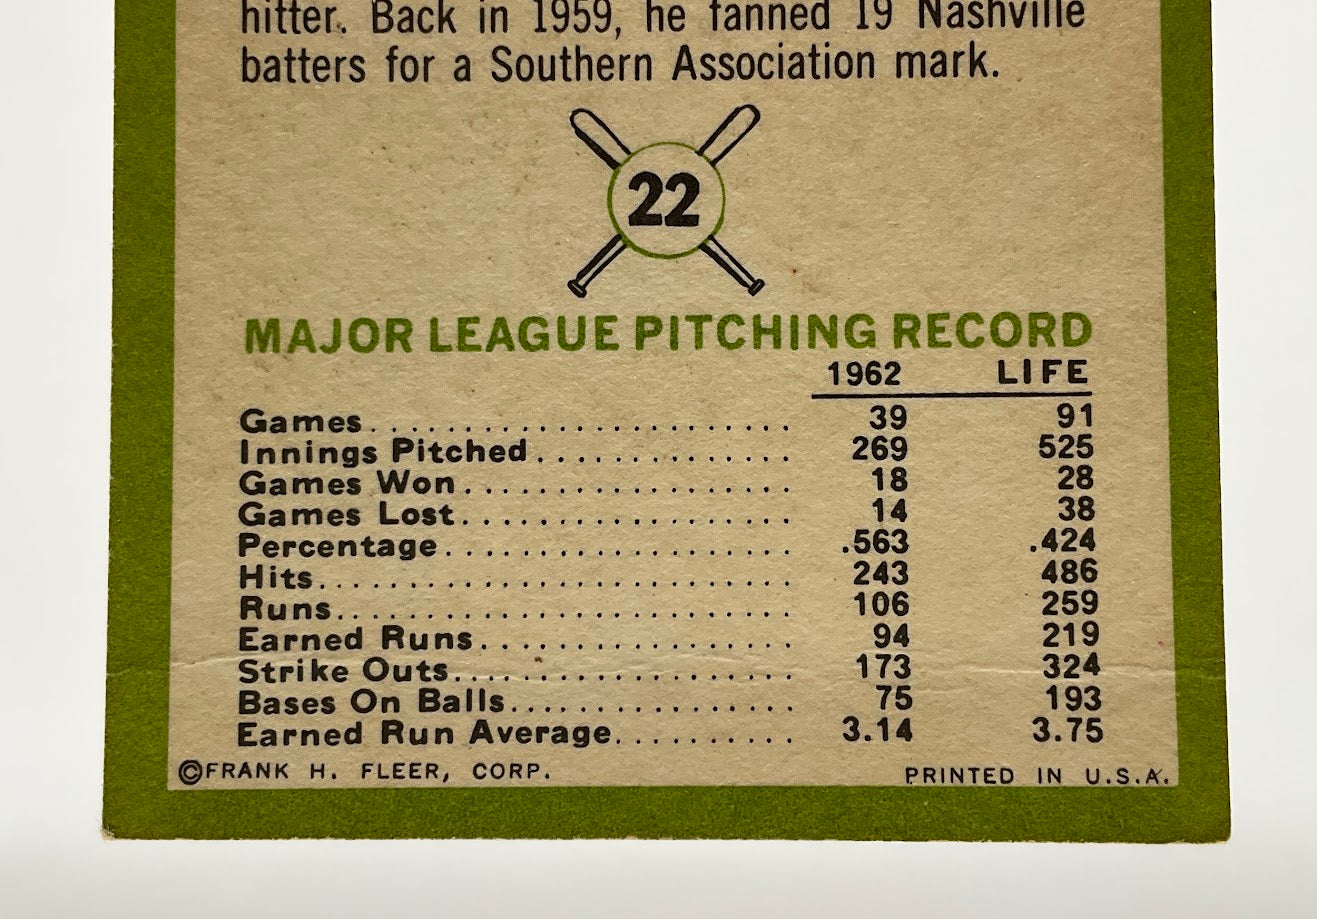 hitter. Back in 1959, he fanned 19 Nashville
batters for a Southern Association mark.
22
MAJOR LEAGUE PITCHING RECORD
1962 LIFE
Games....................... 39 91
Innings Pitched.............. 269 525
Games Won.................. 18 28
Games Lost.................. 14 38
Percentage................... .563 .424
Hits......................... 243 486
Runs........................ 106 259
Earned Runs................. 94 219
Strike Outs.................. 173 324
Bases On Balls............... 75 193
Earned Run Average.......... 3.14 3.75
©FRANK H. FLEER, CORP. PRINTED IN U.S.A.